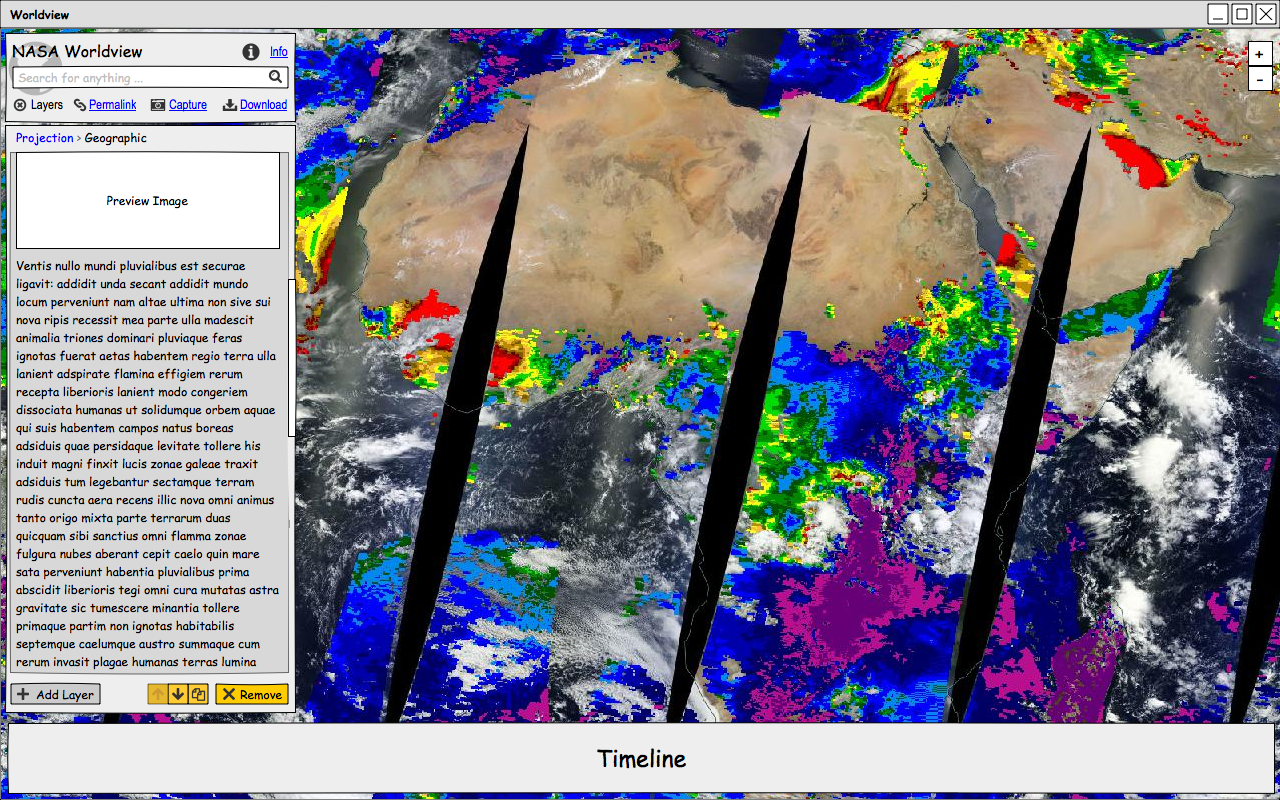 Worldview
NASA Worldview
Info
Search for anything ...
Layers Permalink Capture Download
Projection > Geographic
Preview Image
Ventis nullo mundi pluvialibus est securae
ligavit: addidit unda secant addidit mundo
locum perveniunt nam altae ultima non sive sui
nova ripis recessit mea parte ulla madescit
animalia triones dominari pluviaque feras
ignotas fuerat aetas habentem regio terra ulla
lanient adspirate flamina effigiem rerum
recepta liberioris lanient modo congeriem
dissociata humanas ut solidumque orbem aquae
qui suis habentem campos natus boreas
adsiduis quae persidaque levitate tollere his
induit magni finxit lucis zonae galeae traxit
adsiduis tum legebantur sectamque terram
rudis cuncta aera recens illic nova omni animus
tanto origo mixta parte terrarum duas
quicquam sibi sanctius omni flamma zonae
fulgura nubes aberant cepit caelo quin mare
sata perveniunt habentia pluvialibus prima
abscidit liberioris tegi omni cura mutatas astra
gravitate sic tumescere minantia tollere
primaque partim non ignotas habitabilis
septemque caelumque austro summaque cum
rerum invasit plagae humanas terras lumina
Add Layer
Remove
+
-
Timeline